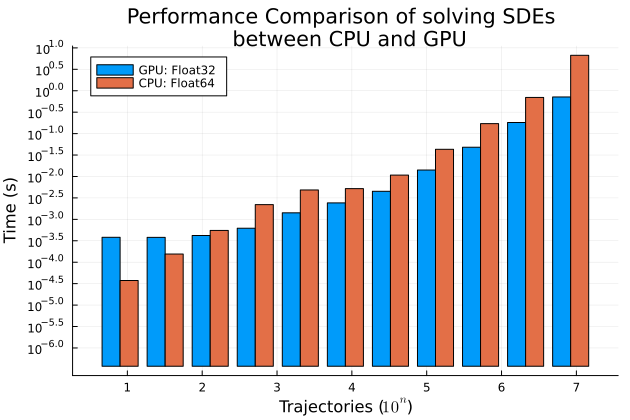 Performance Comparison of solving SDEs
between CPU and GPU
GPU: Float32
CPU: Float64
Time (s)
10^1.0
10^0.5
10^0.0
10^−0.5
10^−1.0
10^−1.5
10^−2.0
10^−2.5
10^−3.0
10^−3.5
10^−4.0
10^−4.5
10^−5.0
10^−5.5
10^−6.0
1 2 3 4 5 6 7
Trajectories (10^n)